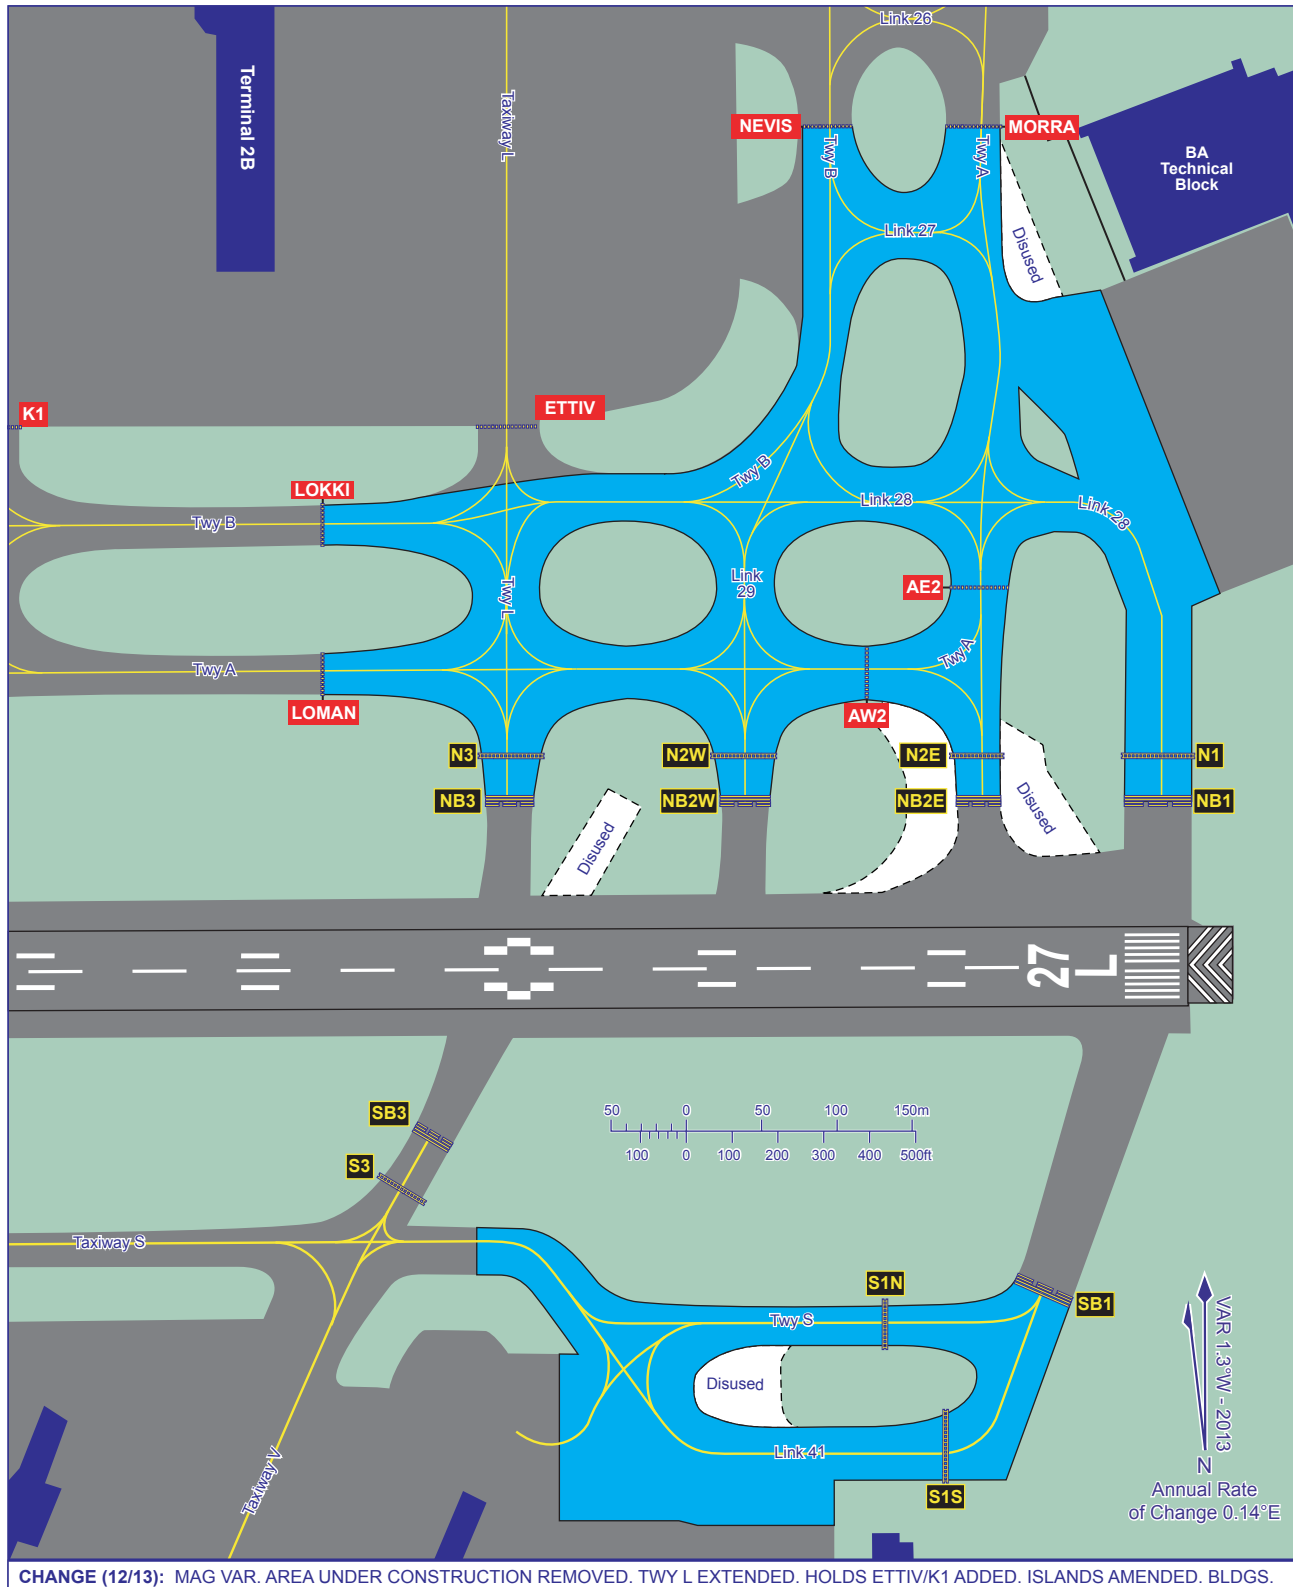 Link 26
Terminal 2B
Taxiway L
NEVIS
MORRA
Twy B
Twy A
BA
Technical
Block
Link 27
Disused
K1
ETTIV
LOKKI
Twy B
Twy B
Link 28
Link 28
Twy L
Link
29
AE2
Twy A
Twy A
LOMAN
AW2
N3
N2W
N2E
N1
NB3
NB2W
NB2E
NB1
Disused
Disused
27
L
SB3
S3
50 0 50 100 150m
100 0 100 200 300 400 500ft
Taxiway S
S1N
SB1
Twy S
Disused
Link 41
S1S
Taxiway V
VAR 1.3°W - 2013
N
Annual Rate
of Change 0.14°E
CHANGE (12/13): MAG VAR. AREA UNDER CONSTRUCTION REMOVED. TWY L EXTENDED. HOLDS ETTIV/K1 ADDED. ISLANDS AMENDED. BLDGS.